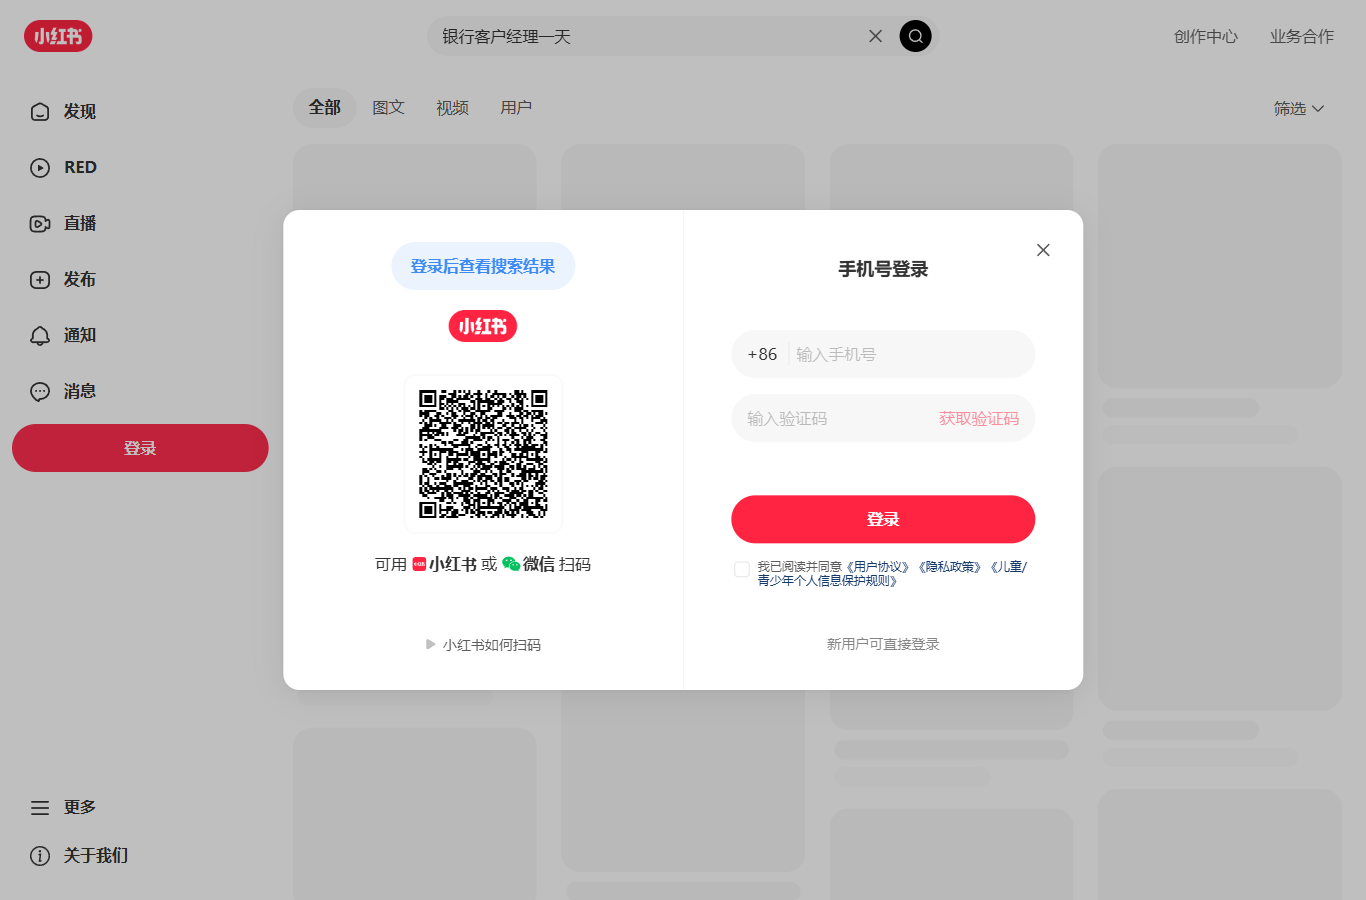 小红书
银行客户经理一天
创作中心
业务合作
发现
RED
直播
发布
通知
消息
登录
更多
关于我们
全部
图文
视频
用户
筛选
登录后查看搜索结果
小红书
可用 小红书 或 微信 扫码
小红书如何扫码
手机号登录
+86 输入手机号
输入验证码 获取验证码
登录
我已阅读并同意《用户协议》《隐私政策》《儿童/
青少年个人信息保护规则》
新用户可直接登录